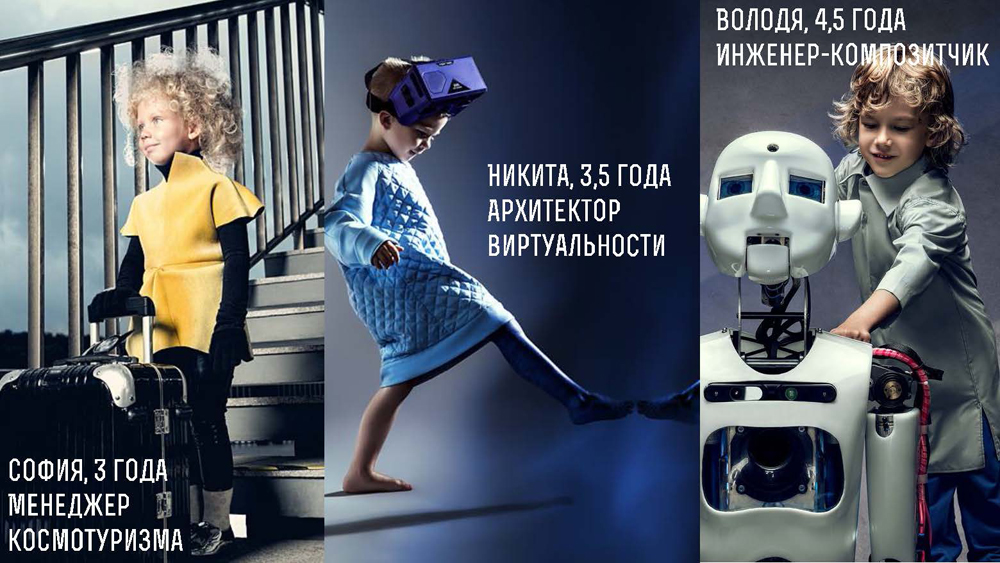 СОФИЯ, 3 ГОДА
МЕНЕДЖЕР
КОСМОТУРИЗМА
НИКИТА, 3,5 ГОДА
АРХИТЕКТОР
ВИРТУАЛЬНОСТИ
ВОЛОДЯ, 4,5 ГОДА
ИНЖЕНЕР-КОМПОЗИТЧИК